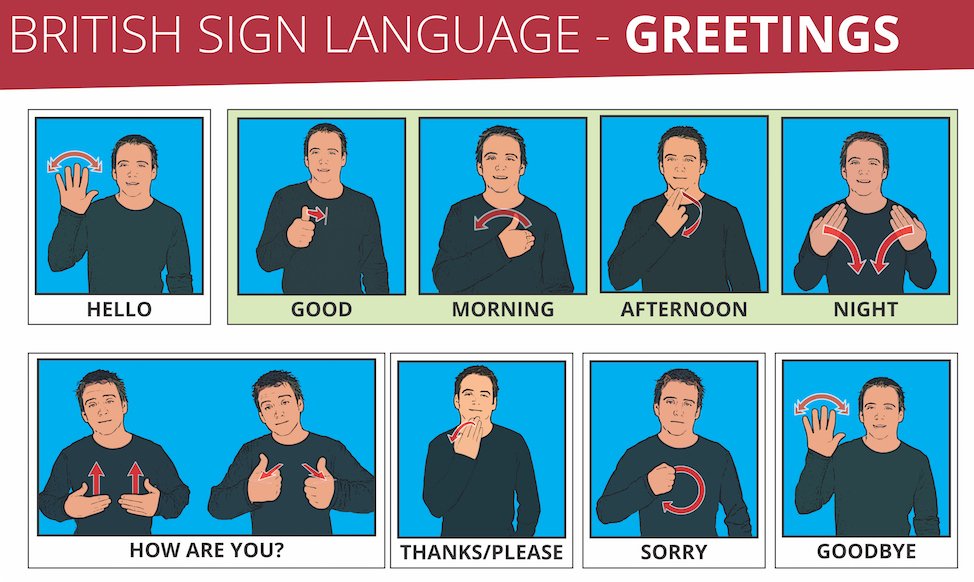 BRITISH SIGN LANGUAGE - GREETINGS
HELLO
GOOD
MORNING
AFTERNOON
NIGHT
HOW ARE YOU?
THANKS/PLEASE
SORRY
GOODBYE